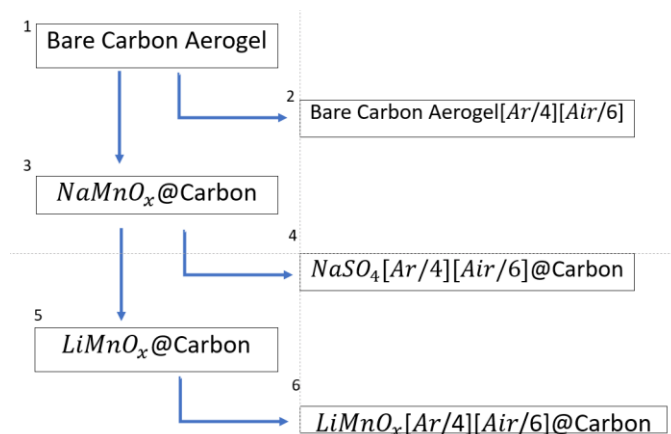 1
Bare Carbon Aerogel
2
Bare Carbon Aerogel[Ar/4][Air/6]
3
NaMnOₓ@Carbon
4
NaSO₄[Ar/4][Air/6]@Carbon
5
LiMnOₓ@Carbon
6
LiMnOₓ[Ar/4][Air/6]@Carbon